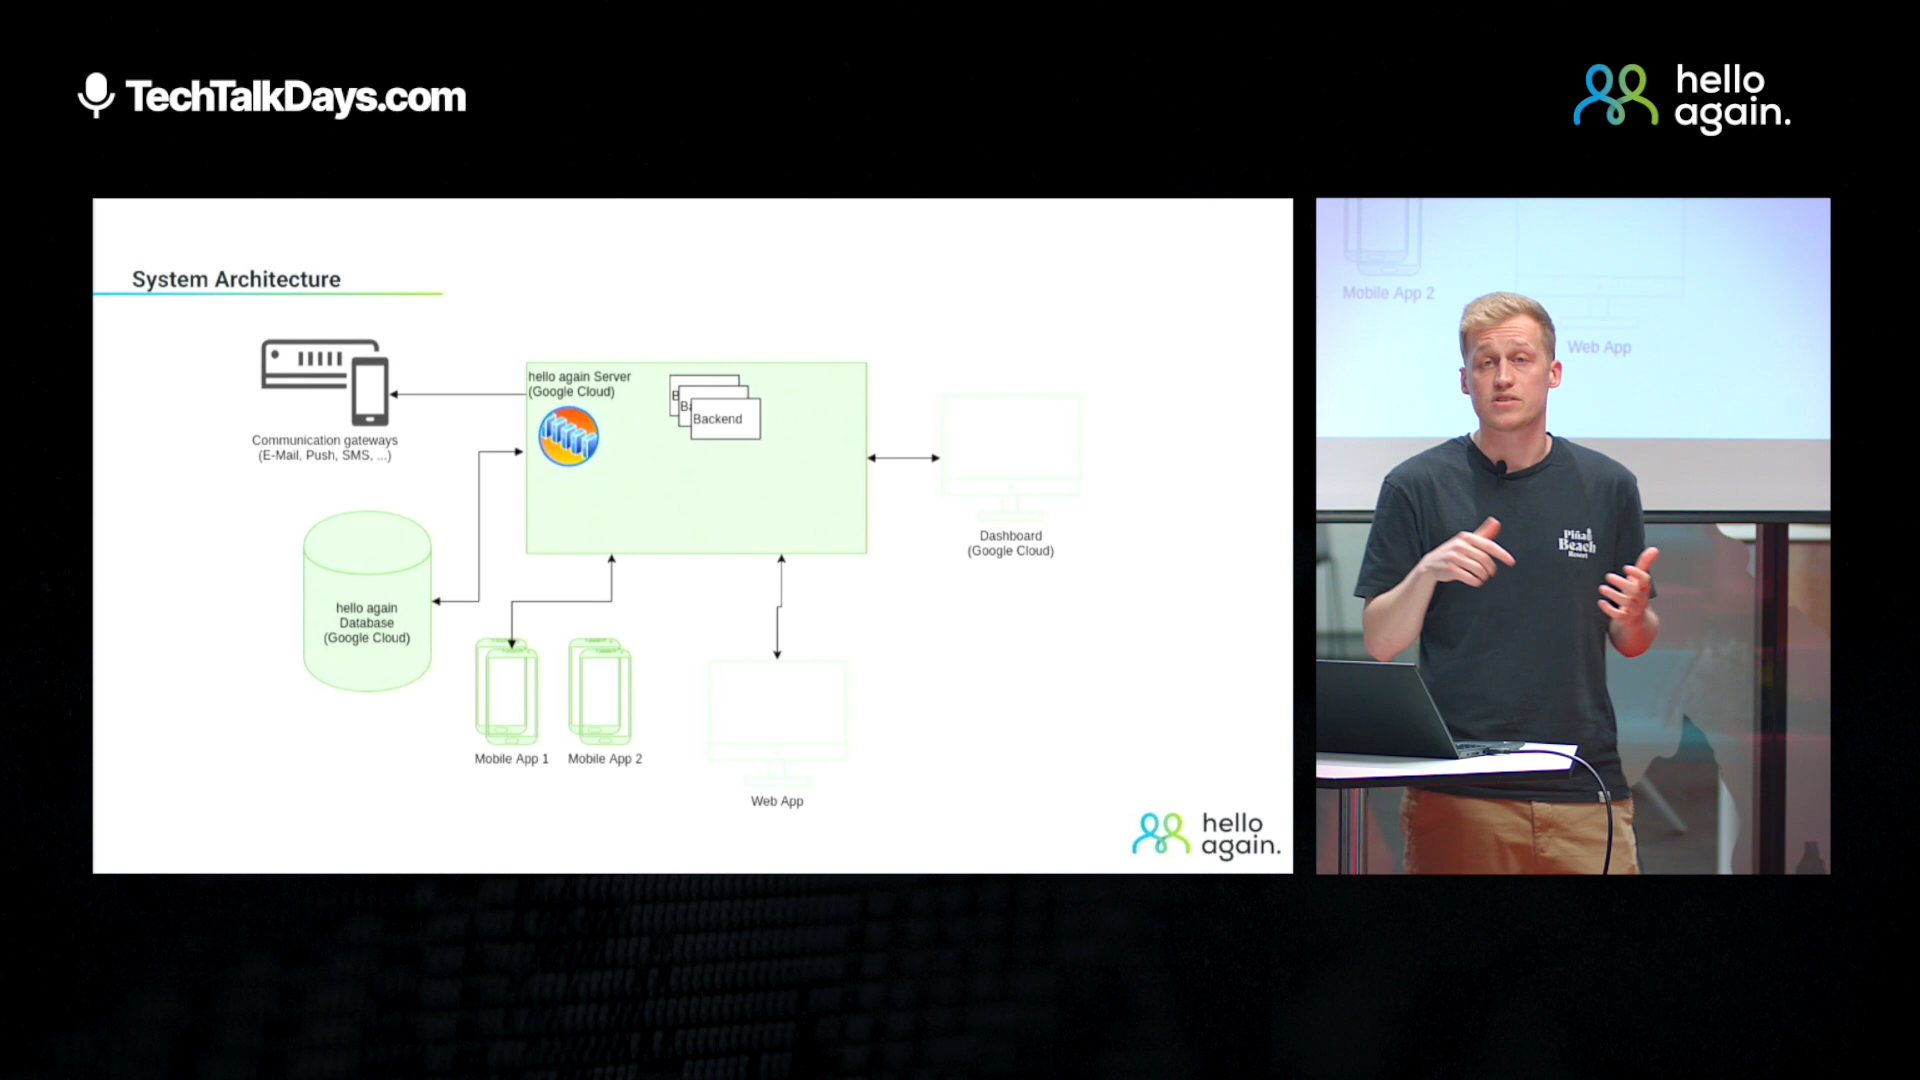 TechTalkDays.com
hello
again.
System Architecture
hello again Server
(Google Cloud)
Backend
Communication gateways
(E-Mail, Push, SMS, ...)
Dashboard
(Google Cloud)
hello again
Database
(Google Cloud)
Mobile App 1
Mobile App 2
Web App
hello
again.
Mobile App 2
Web App
Piña
Beach
Resort